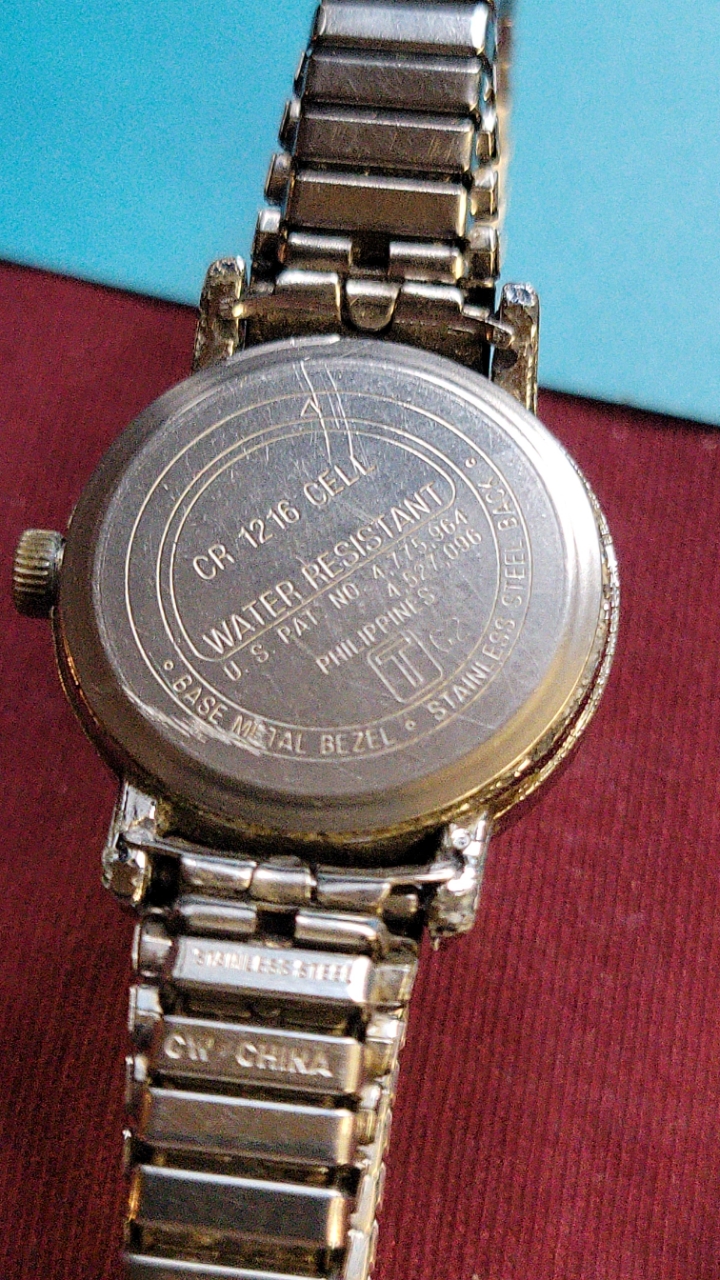 CR 1216 CELL
WATER RESISTANT
U. S. PAT. NO. 4,775,964
4,527,096
PHILIPPINES
T
BASE METAL BEZEL
STAINLESS STEEL BACK
STAINLESS STEEL
CW CHINA